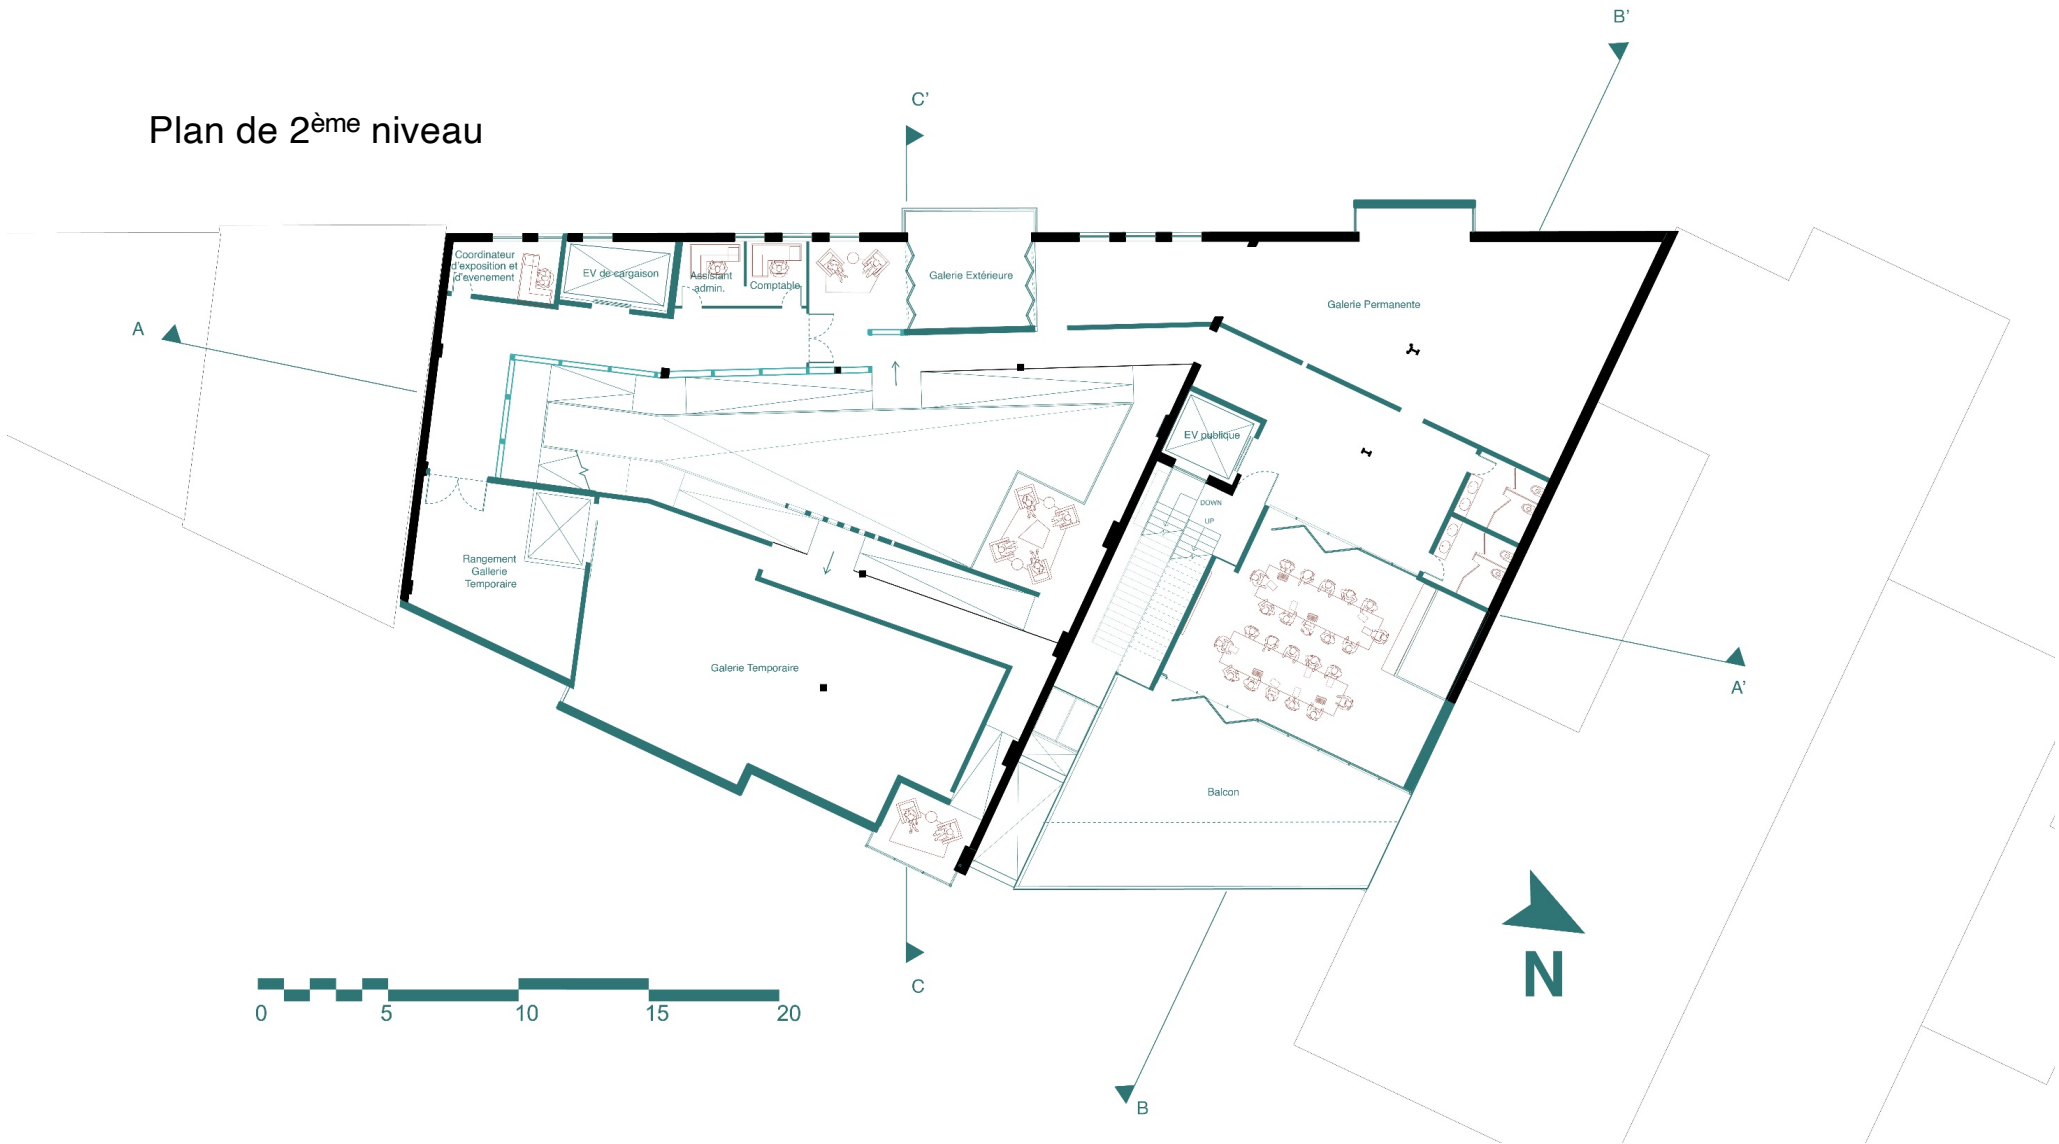 B'
C'
Plan de 2ème niveau
Coordinateur
d'exposition et
d'evenement
EV de cargaison
Assistant
admin.
Comptable
Galerie Extérieure
Galerie Permanente
A
EV publique
DOWN
UP
Rangement
Gallerie
Temporaire
Galerie Temporaire
A'
Balcon
N
C
0 5 10 15 20
B